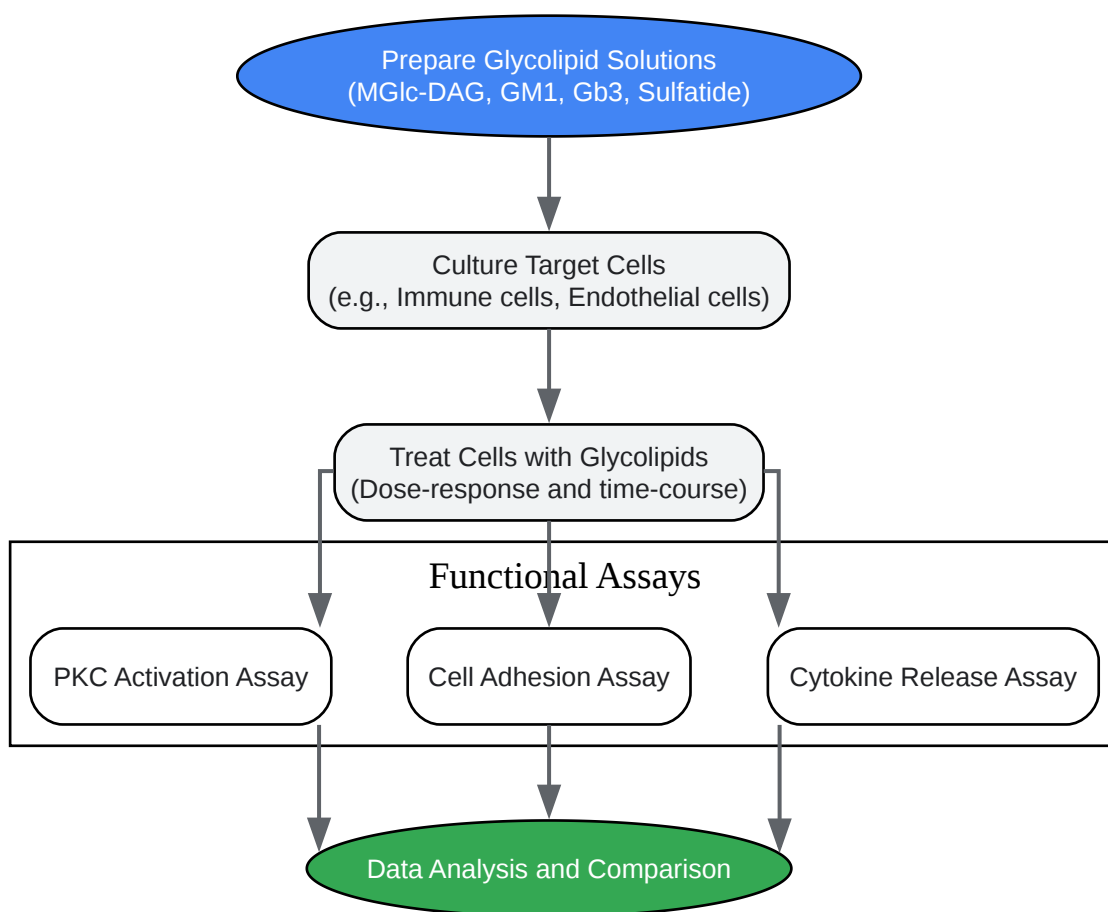 Prepare Glycolipid Solutions
(MGlc-DAG, GM1, Gb3, Sulfatide)
Culture Target Cells
(e.g., Immune cells, Endothelial cells)
Treat Cells with Glycolipids
(Dose-response and time-course)
Functional Assays
PKC Activation Assay
Cell Adhesion Assay
Cytokine Release Assay
Data Analysis and Comparison